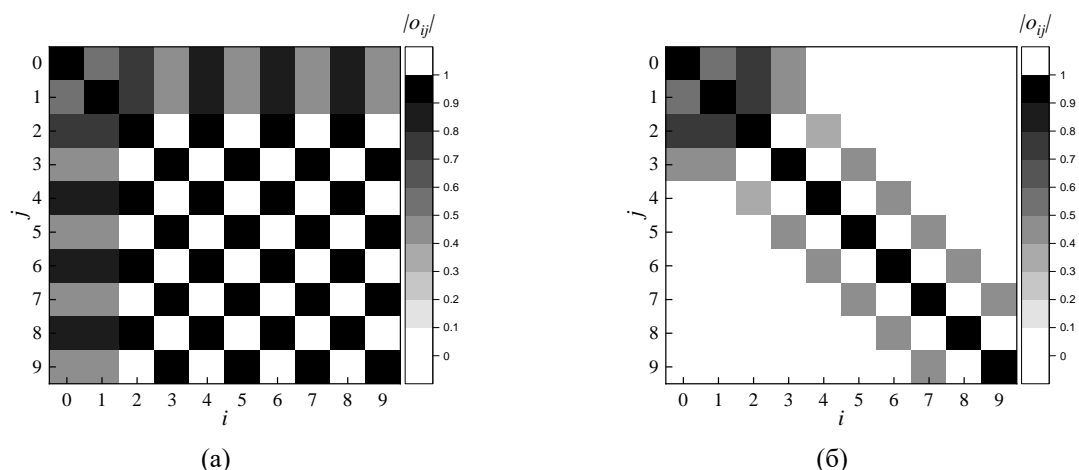 |o_ij| |o_ij|
0 1 0 1
1 0.9 1 0.9
2 0.8 2 0.8
3 0.7 3 0.7
4 0.6 4 0.6
j 5 0.5 j 5 0.5
6 0.4 6 0.4
7 0.3 7 0.3
8 0.2 8 0.2
9 0.1 9 0.1
0 0
0 1 2 3 4 5 6 7 8 9 0 1 2 3 4 5 6 7 8 9
i i
(а) (б)